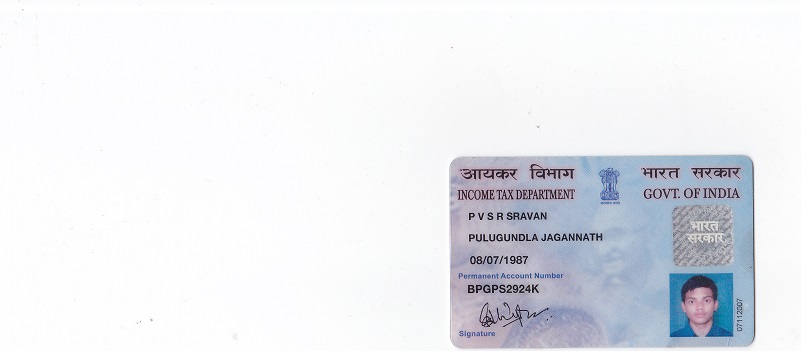 आयकर विभाग
भारत सरकार
INCOME TAX DEPARTMENT
GOVT. OF INDIA
P V S R SRAVAN
PULUGUNDLA JAGANNATH
08/07/1987
Permanent Account Number
BPGPS2924K
Signature
भारत
सरकार
07112007